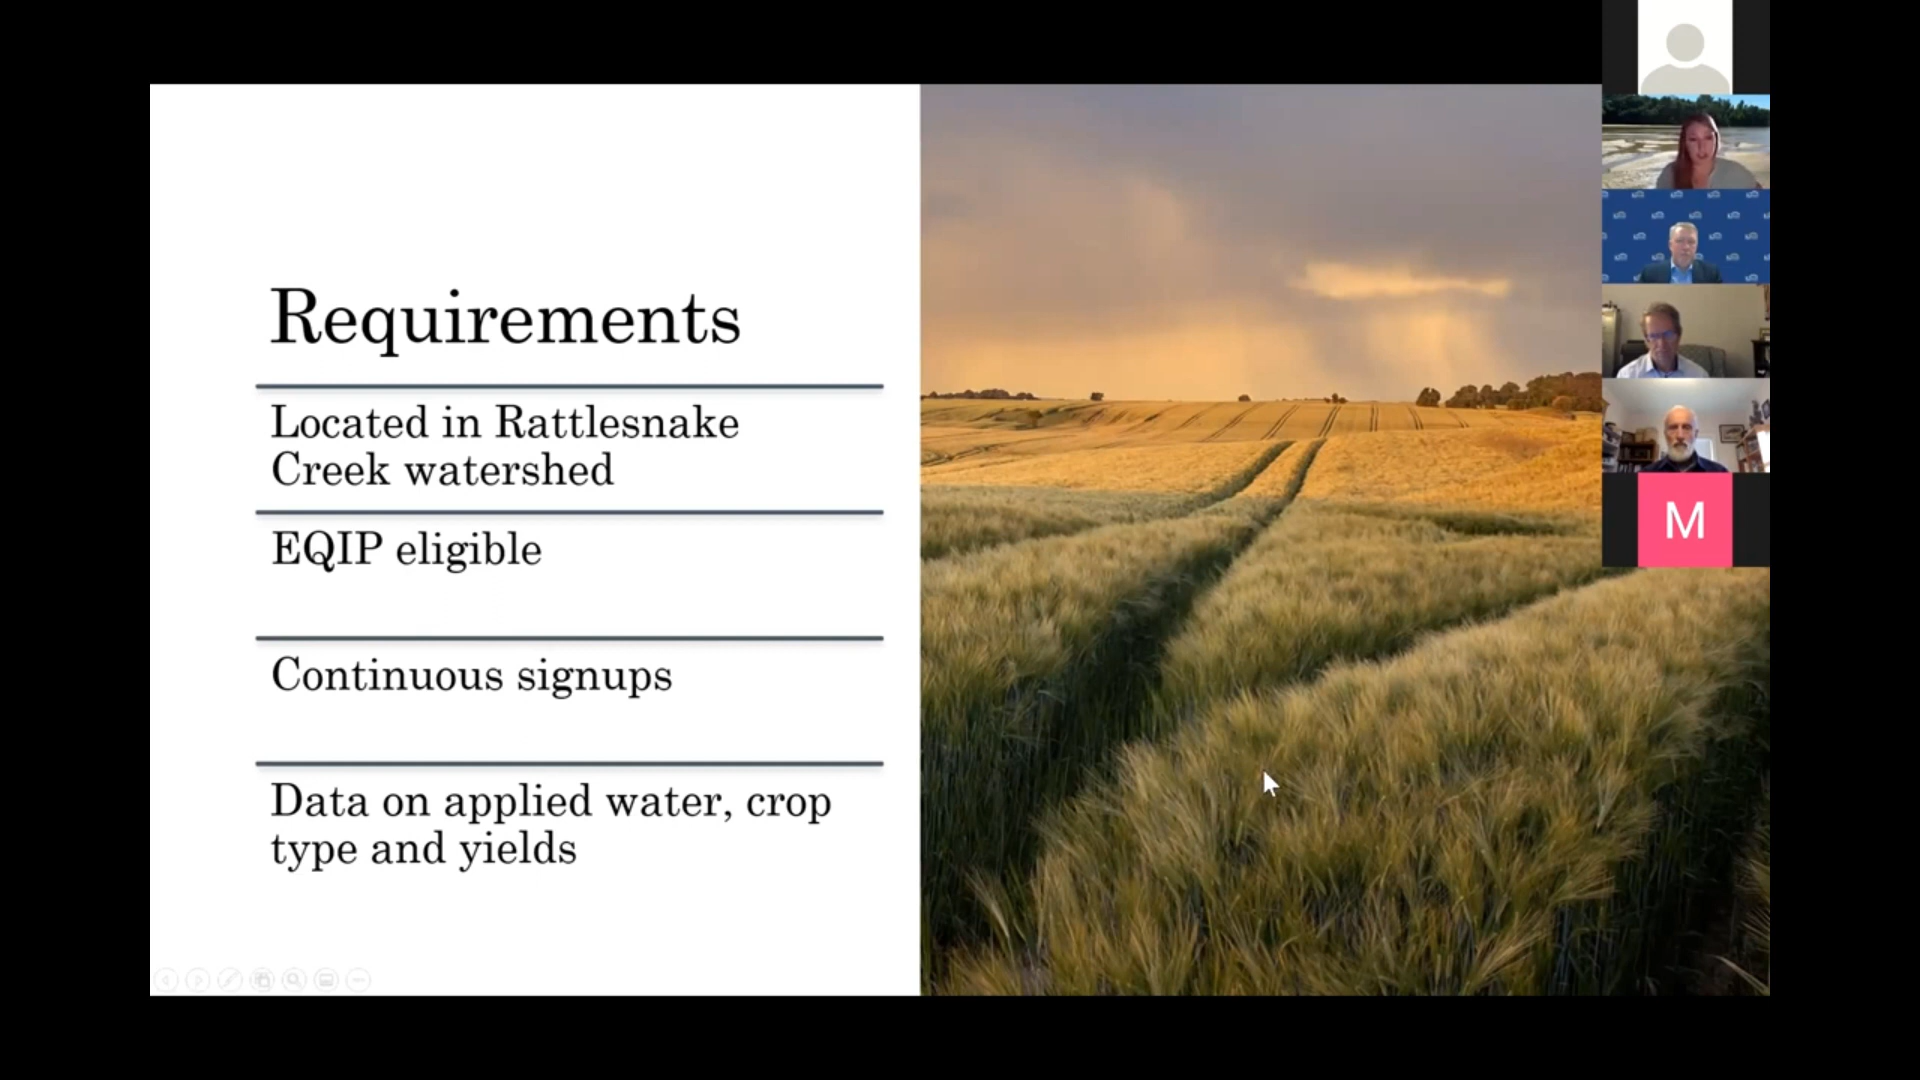 Requirements
Located in Rattlesnake
Creek watershed
EQIP eligible
Continuous signups
Data on applied water, crop
type and yields
M